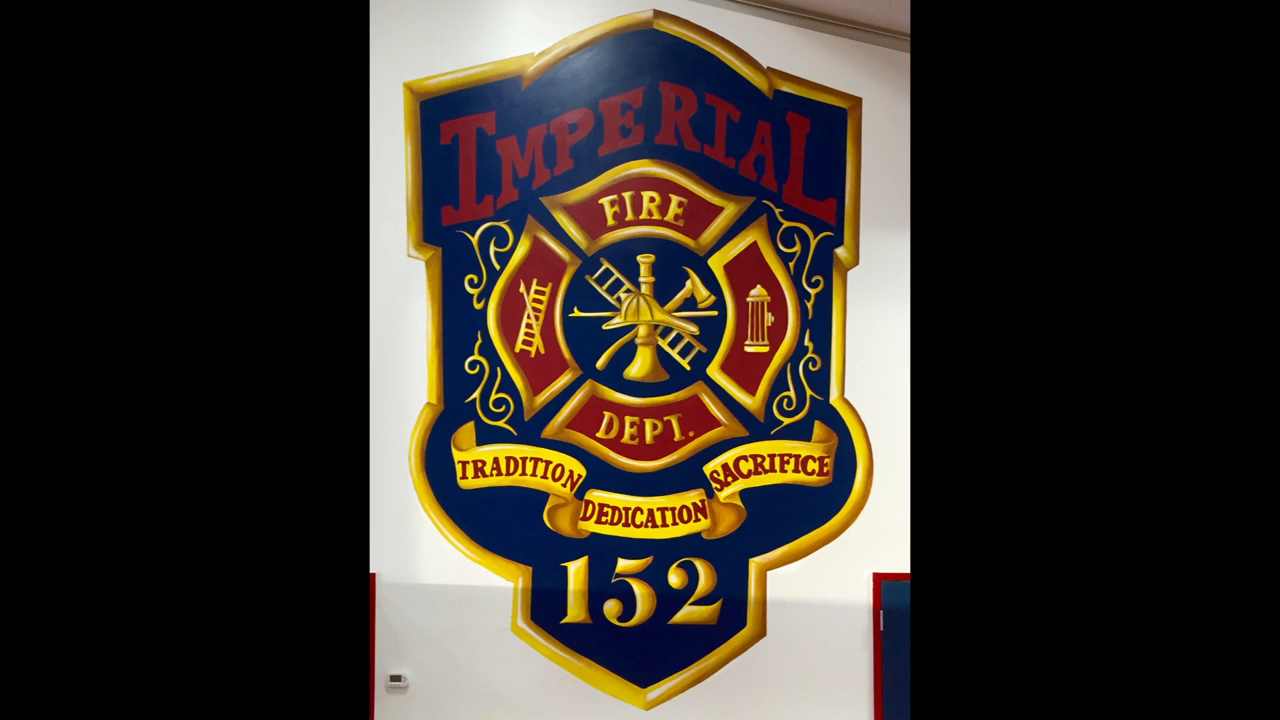 IMPERIAL
FIRE
DEPT.
TRADITION
DEDICATION
SACRIFICE
152